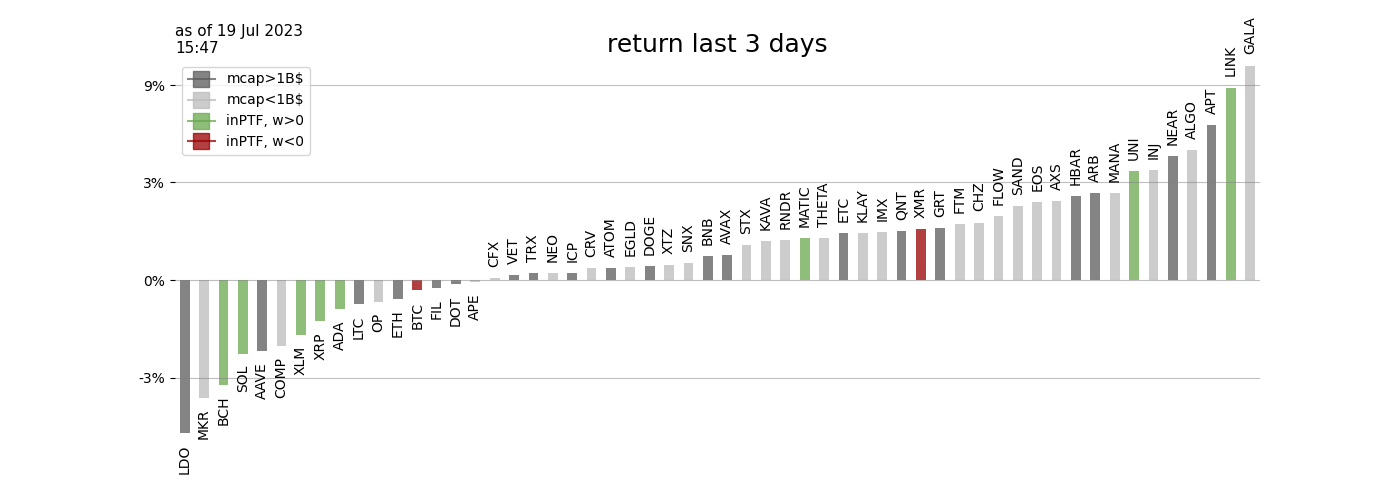 as of 19 Jul 2023
15:47
return last 3 days
mcap>1B$
mcap<1B$
inPTF, w>0
inPTF, w<0
9%
3%
0%
-3%
LDO
MKR
BCH
SOL
AAVE
COMP
XLM
XRP
ADA
LTC
OP
ETH
BTC
FIL
DOT
APE
CFX
VET
TRX
NEO
ICP
CRV
ATOM
EGLD
DOGE
XTZ
SNX
BNB
AVAX
STX
KAVA
RNDR
MATIC
THETA
ETC
KLAY
IMX
QNT
XMR
GRT
FTM
CHZ
FLOW
SAND
EOS
AXS
HBAR
ARB
MANA
UNI
INJ
NEAR
ALGO
APT
LINK
GALA